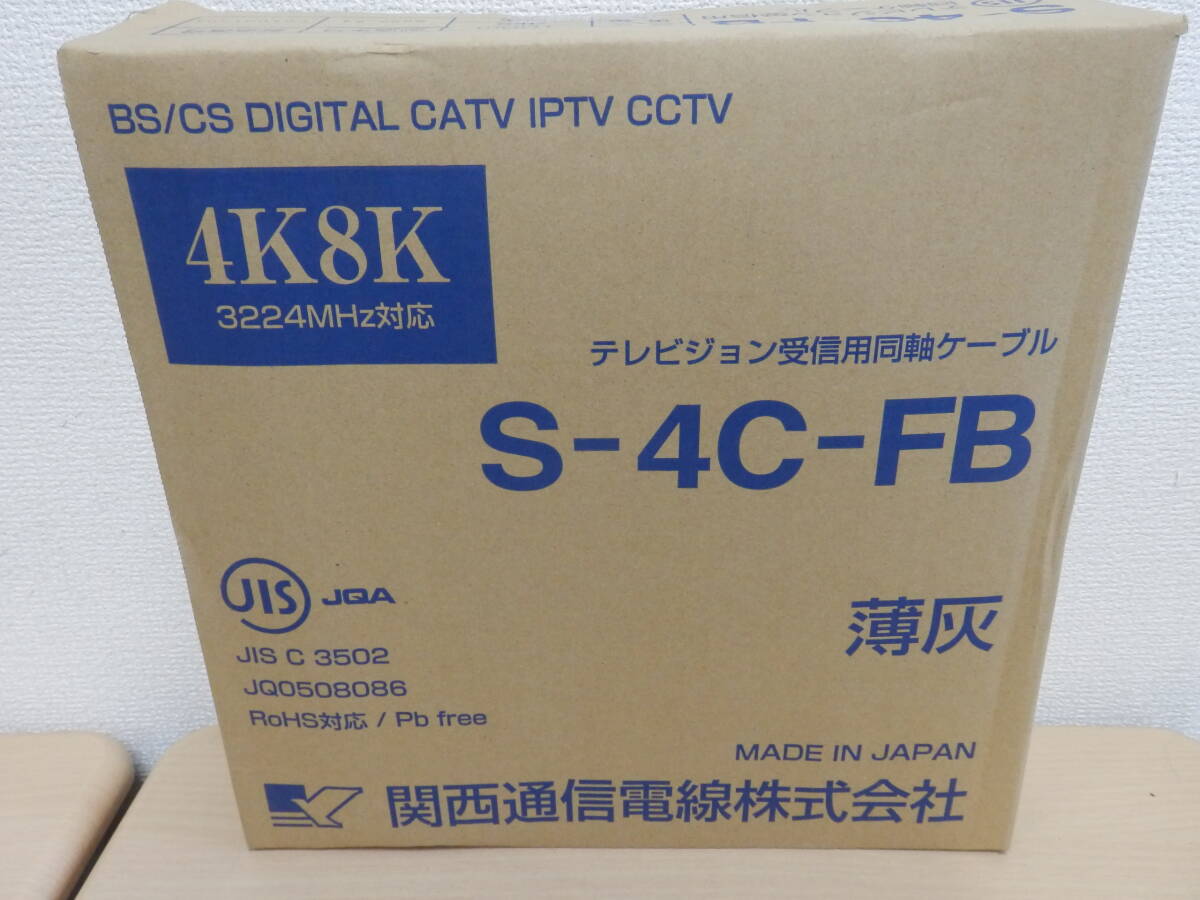 S-4C-FB
BS/CS DIGITAL CATV IPTV CCTV
4K8K
3224MHz対応
テレビジョン受信用同軸ケーブル
S-4C-FB
JIS JQA
薄灰
JIS C 3502
JQ0508086
RoHS対応 / Pb free
MADE IN JAPAN
関西通信電線株式会社